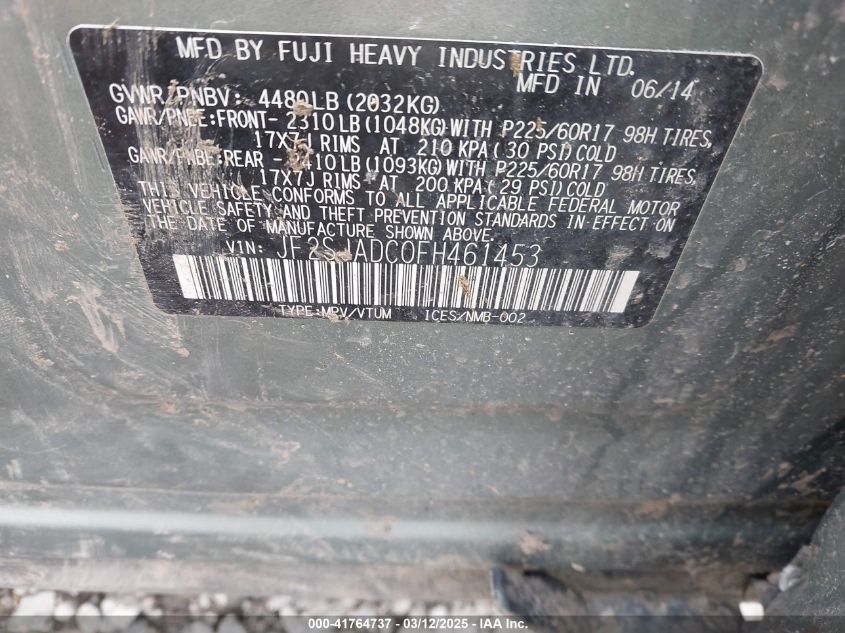 MFD BY FUJI HEAVY INDUSTRIES LTD.
MFD IN 06/14
GVWR/PNBV: 4480LB (2032KG)
GAWR/PNBE:FRONT- 2310LB (1048KG) WITH P225/60R17 98H TIRES,
17X7J RIMS AT 210 KPA (30 PSI) COLD
GAWR/PNBE:REAR - 2410LB (1093KG) WITH P225/60R17 98H TIRES,
17X7J RIMS AT 200 KPA (29 PSI) COLD
THIS VEHICLE CONFORMS TO ALL APPLICABLE FEDERAL MOTOR
VEHICLE SAFETY AND THEFT PREVENTION STANDARDS IN EFFECT ON
THE DATE OF MANUFACTURE SHOWN ABOVE.
VIN: JF2SJADC0FH461453
TYPE:MPV/VTUM ICES/NMB-002
000-41764737 - 03/12/2025 - IAA Inc.